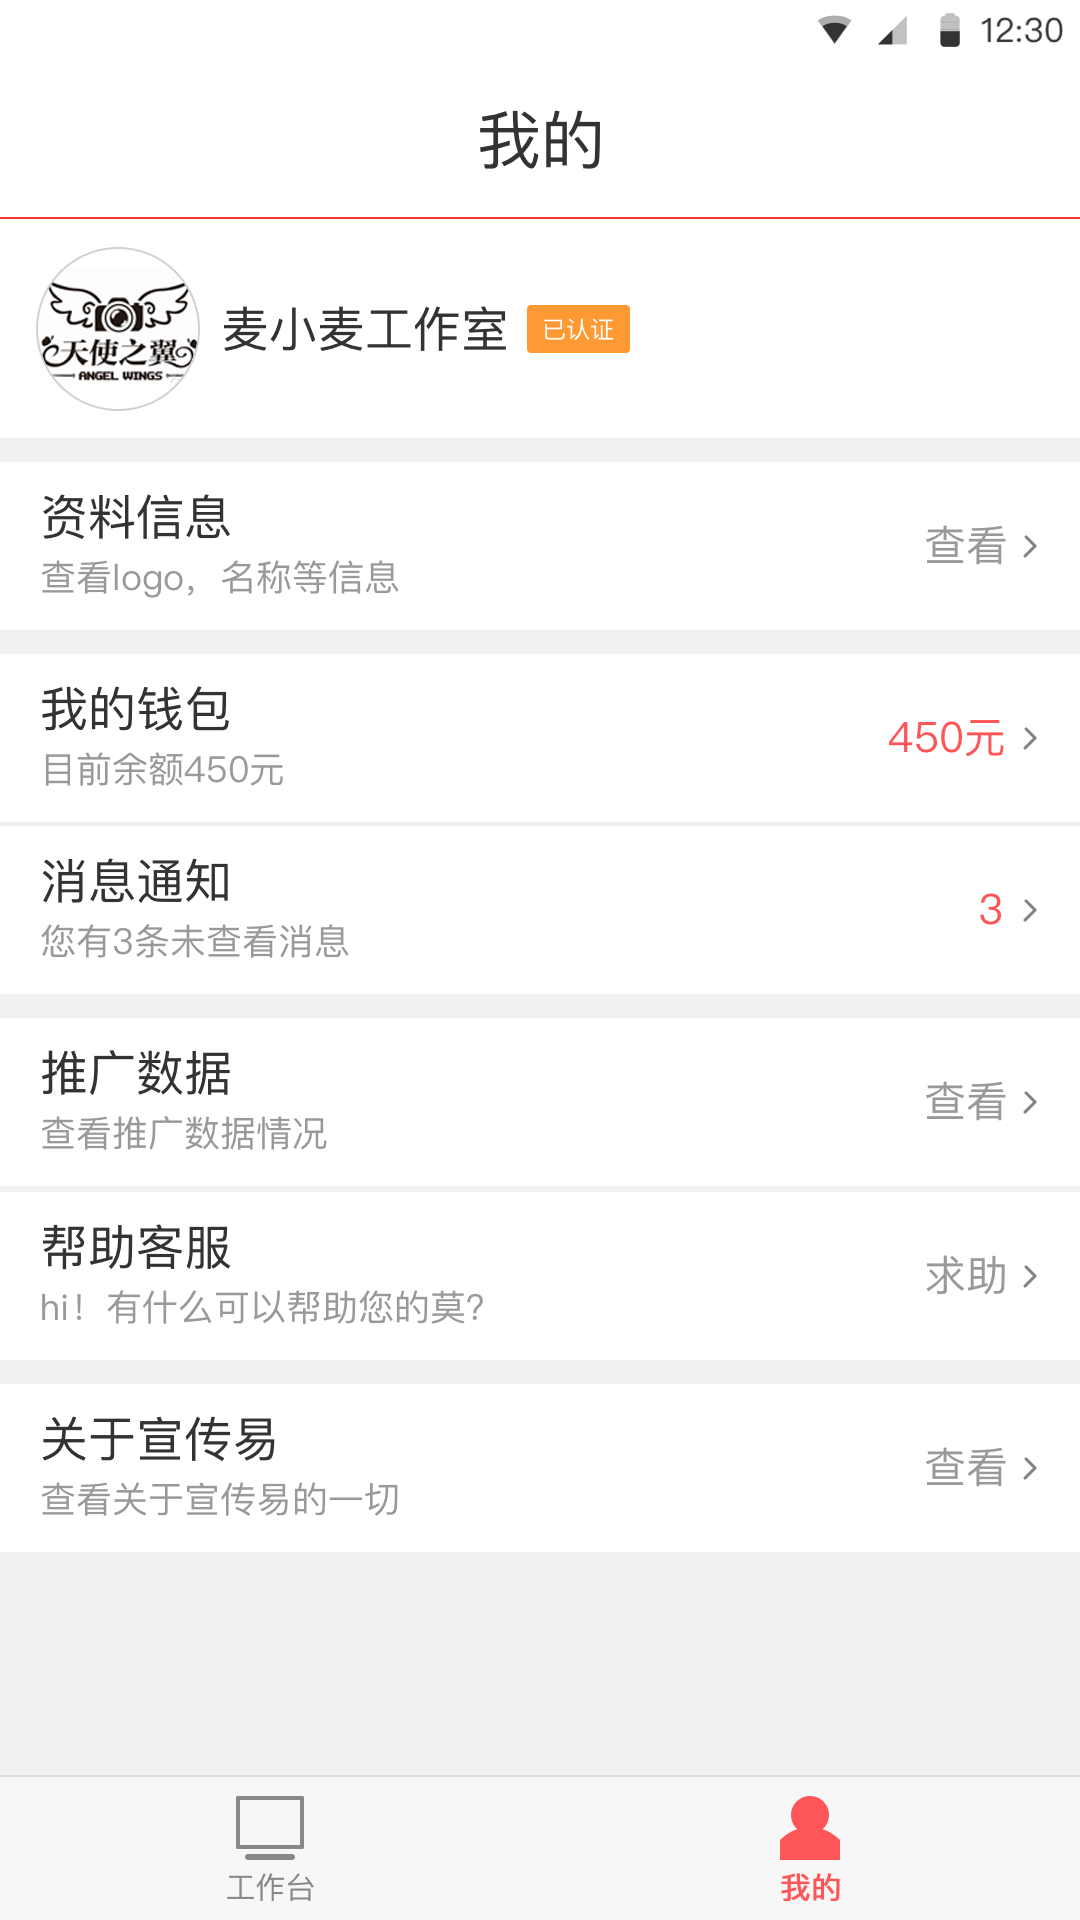 12:30
我的
天使之翼
ANGEL WINGS
麦小麦工作室 已认证
资料信息
查看logo，名称等信息
查看
我的钱包
目前余额450元
450元
消息通知
您有3条未查看消息
3
推广数据
查看推广数据情况
查看
帮助客服
hi！有什么可以帮助您的莫?
求助
关于宣传易
查看关于宣传易的一切
查看
工作台
我的